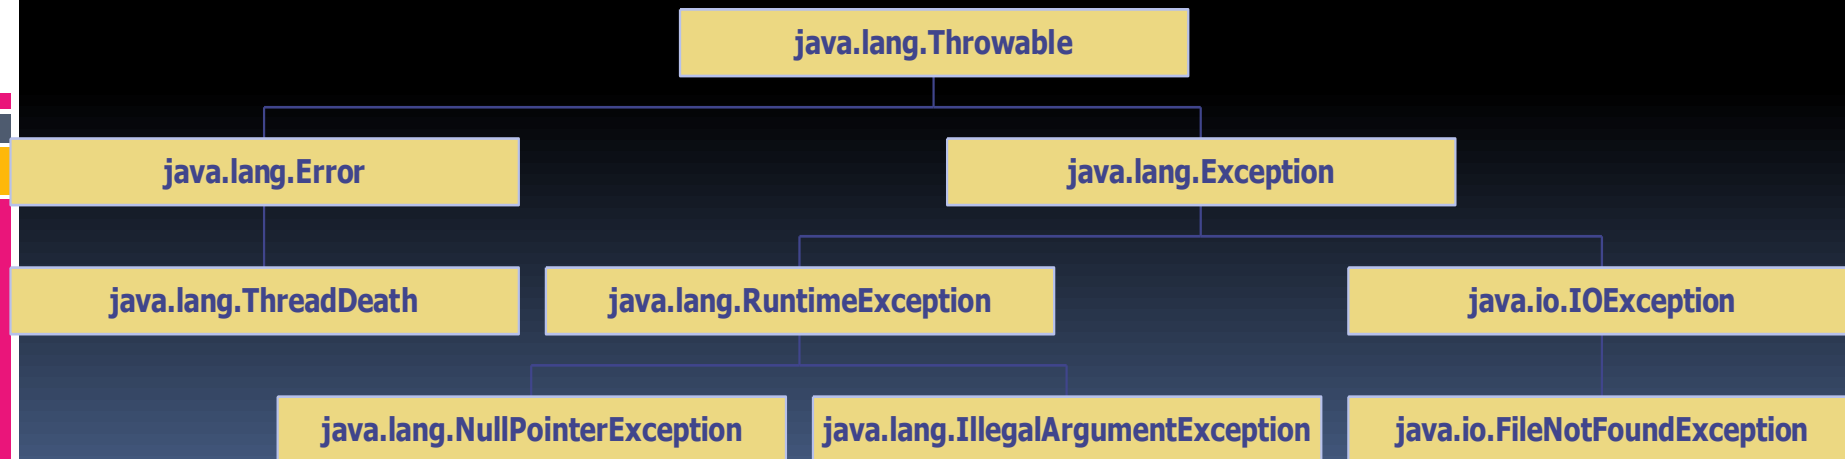 java.lang.Throwable
java.lang.Error
java.lang.Exception
java.lang.ThreadDeath
java.lang.RuntimeException
java.io.IOException
java.lang.NullPointerException
java.lang.IllegalArgumentException
java.io.FileNotFoundException